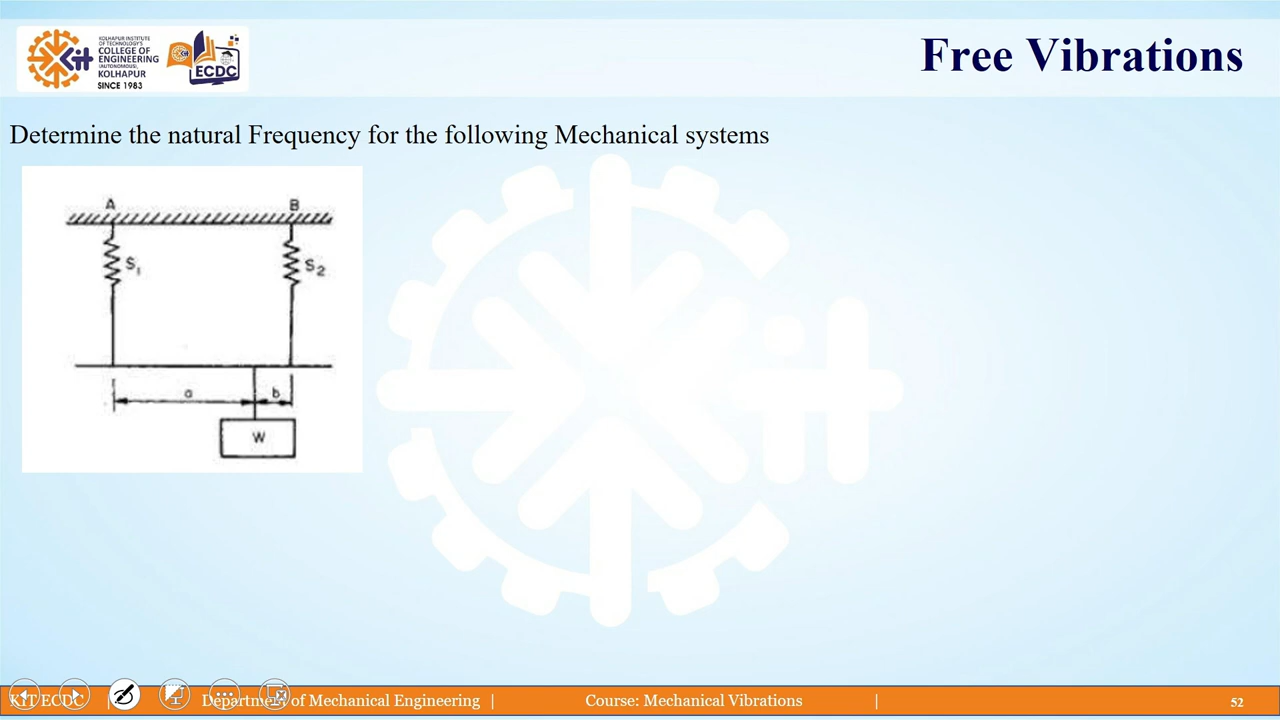 KOLHAPUR INSTITUTE
OF TECHNOLOGY'S
COLLEGE OF
ENGINEERING
(AUTONOMOUS),
KOLHAPUR
SINCE 1983
Kit
ECDC
Free Vibrations
Determine the natural Frequency for the following Mechanical systems
A B
S1 S2
a b
W
KIT ECDC | Department of Mechanical Engineering | Course: Mechanical Vibrations | 52